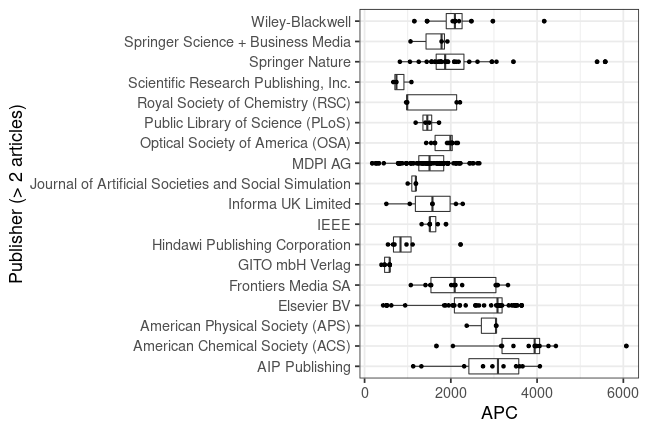 Publisher (> 2 articles)
Wiley-Blackwell
Springer Science + Business Media
Springer Nature
Scientific Research Publishing, Inc.
Royal Society of Chemistry (RSC)
Public Library of Science (PLoS)
Optical Society of America (OSA)
MDPI AG
Journal of Artificial Societies and Social Simulation
Informa UK Limited
IEEE
Hindawi Publishing Corporation
GITO mbH Verlag
Frontiers Media SA
Elsevier BV
American Physical Society (APS)
American Chemical Society (ACS)
AIP Publishing
0 2000 4000 6000
APC